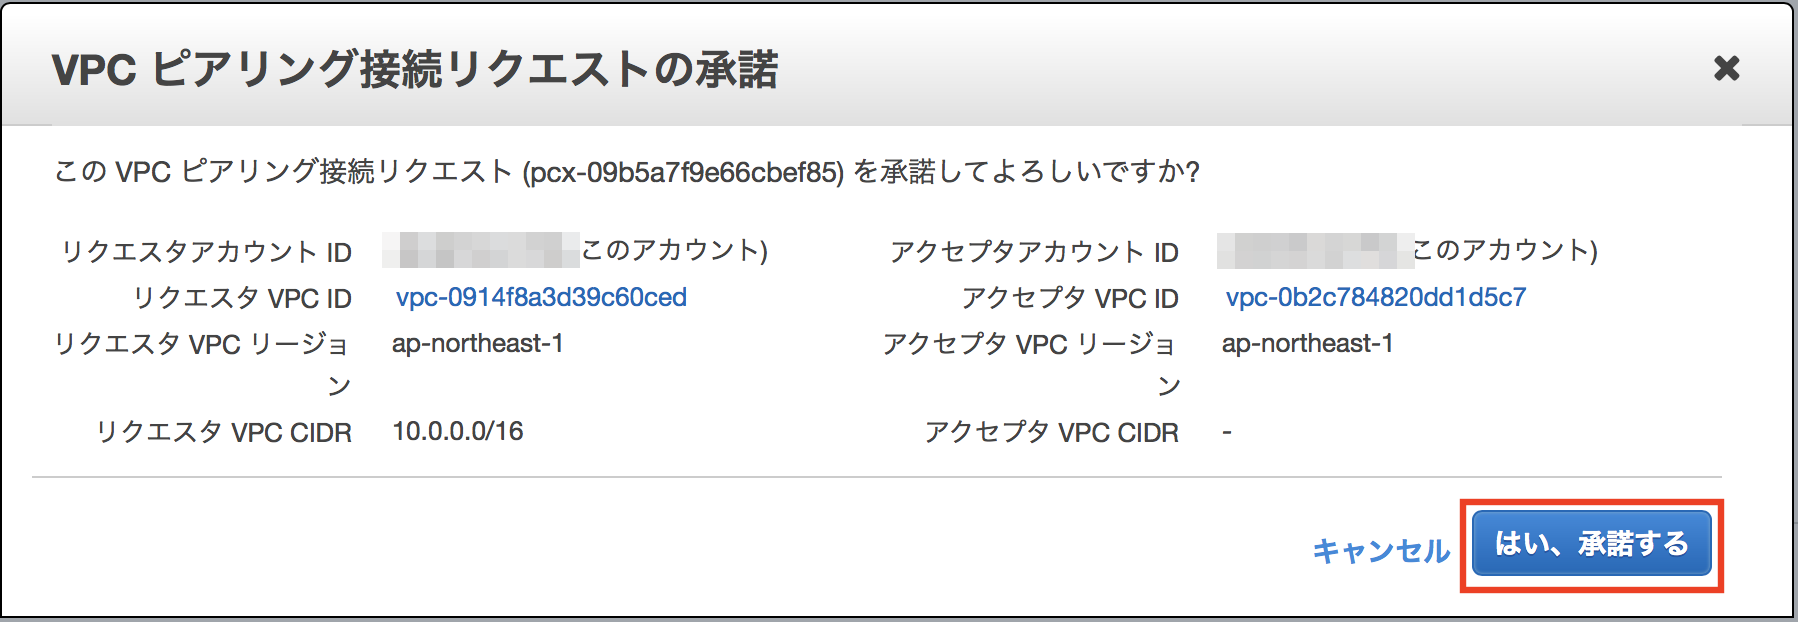 VPC ピアリング接続リクエストの承諾
この VPC ピアリング接続リクエスト (pcx-09b5a7f9e66cbef85) を承諾してよろしいですか?
リクエスタアカウント ID このアカウント)
リクエスタ VPC ID vpc-0914f8a3d39c60ced
リクエスタ VPC リージョ
ン
ap-northeast-1
リクエスタ VPC CIDR 10.0.0.0/16
アクセプタアカウント ID このアカウント)
アクセプタ VPC ID vpc-0b2c784820dd1d5c7
アクセプタ VPC リージョ
ン
ap-northeast-1
アクセプタ VPC CIDR -
キャンセル
はい、承諾する